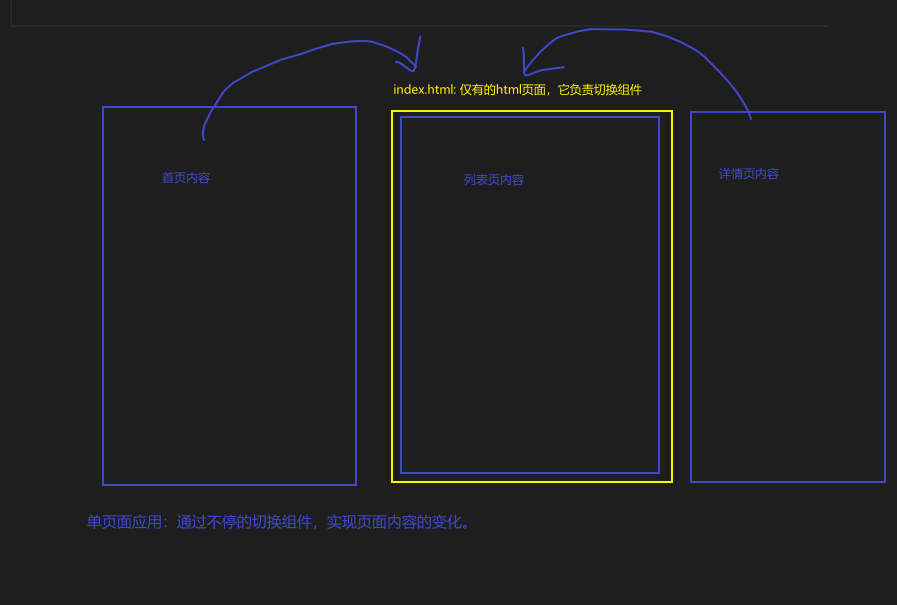 index.html: 仅有的html页面，它负责切换组件
首页内容
列表页内容
详情页内容
单页面应用：通过不停的切换组件，实现页面内容的变化。